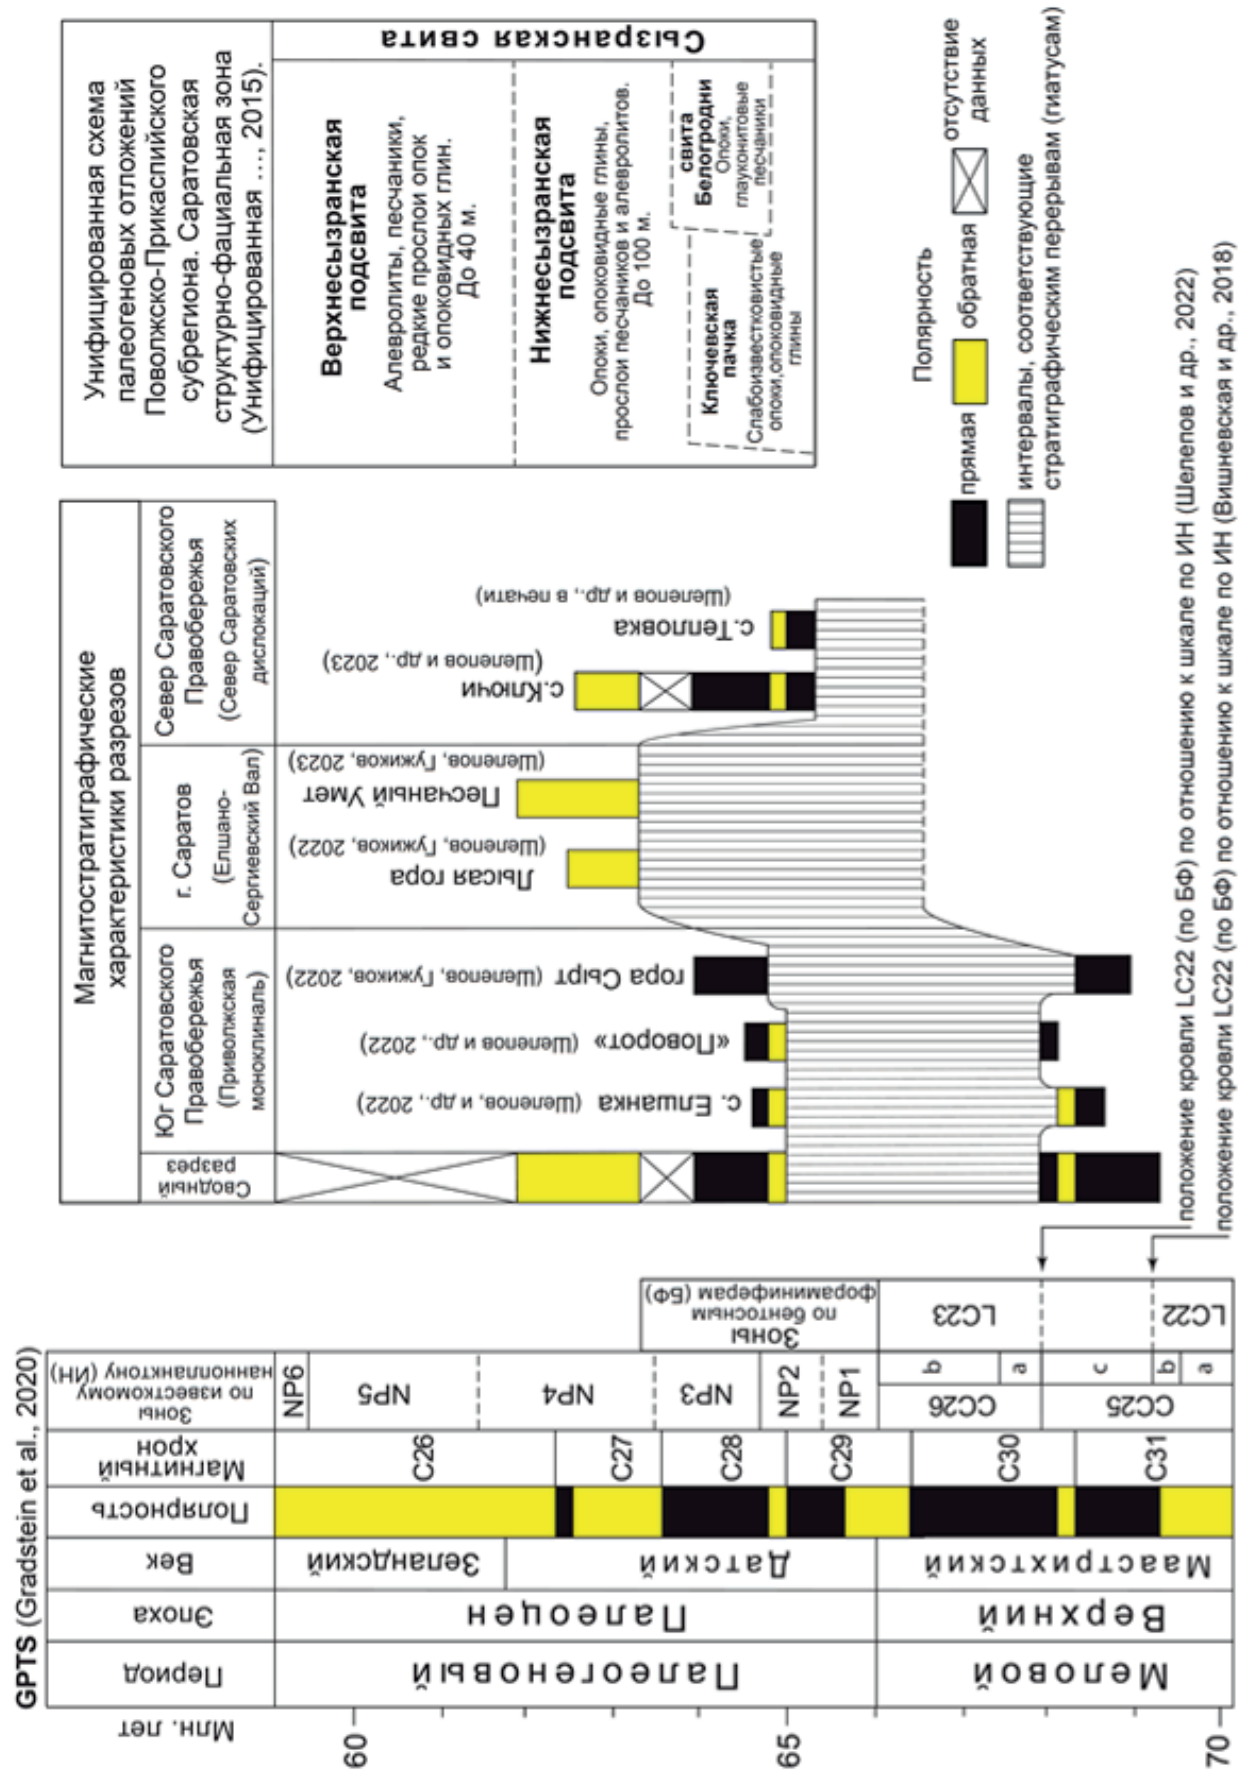 GPTS (Gradstein et al., 2020)
Млн. лет
Период
Эпоха
Век
Полярность
Магнитный
хрон
Зоны
по известковому
наннопланктону (ИН)
Зоны
по бентосным
фораминиферам (БФ)
60
65
70
Палеогеновый
Меловой
Палеоцен
Верхний
Зеландский
Датский
Маастрихтский
C26
C27
C28
C29
C30
C31
NP6
NP5
NP4
NP3
NP2
NP1
CC26
b
a
CC25
c
b
a
LC23
LC22
Магнитостратиграфические
характеристики разрезов
Сводный
разрез
Юг Саратовского
Правобережья
(Приволжская
моноклиналь)
г. Саратов
(Елшано-
Сергиевский Вал)
Север Саратовского
Правобережья
(Север Саратовских
дислокаций)
с. Елшанка (Шелепов, и др., 2022)
«Поворот» (Шелепов и др., 2022)
гора Сырт (Шелепов, Гужиков, 2022)
Лысая гора
(Шелепов, Гужиков, 2022)
Песчаный Умет
(Шелепов, Гужиков, 2023)
с.Ключи
(Шелепов и др., 2023)
с.Тепловка
(Шелепов и др., в печати)
Унифицированная схема
палеогеновых отложений
Поволжско-Прикаспийского
субрегиона. Саратовская
структурно-фациальная зона
(Унифицированная ..., 2015).
Сызранская свита
Верхнесызранская
подсвита
Алевролиты, песчаники,
редкие прослои опок
и опоковидных глин.
До 40 м.
Нижнесызранская
подсвита
Опоки, опоковидные глины,
прослои песчаников и алевролитов.
До 100 м.
Ключевская
пачка
Слабоизвестковистые
опоки,опоковидные
глины
свита
Белогродни
Опоки,
глауконитовые
песчаники
Полярность
прямая
обратная
отсутствие
данных
интервалы, соответствующие
стратиграфическим перерывам (гиатусам)
положение кровли LC22 (по БФ) по отношению к шкале по ИН (Шелепов и др., 2022)
положение кровли LC22 (по БФ) по отношению к шкале по ИН (Вишневская и др., 2018)